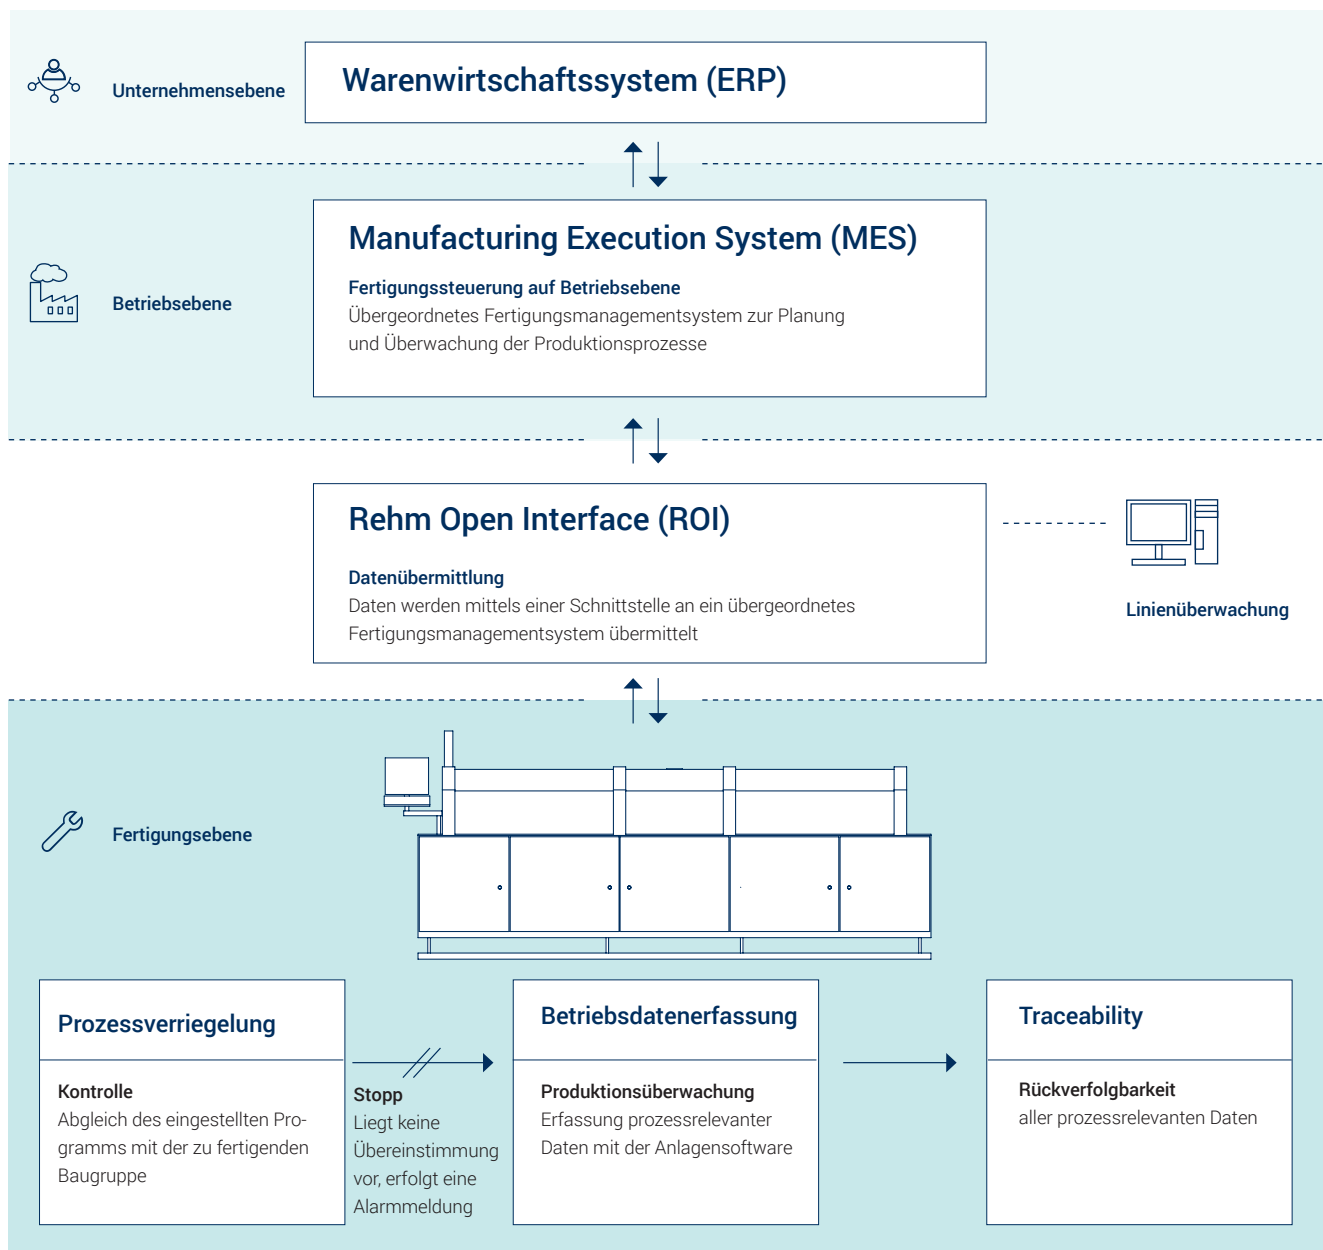 Unternehmensebene
Warenwirtschaftssystem (ERP)
Betriebsebene
Manufacturing Execution System (MES)
Fertigungssteuerung auf Betriebsebene
Übergeordnetes Fertigungsmanagementsystem zur Planung
und Überwachung der Produktionsprozesse
Rehm Open Interface (ROI)
Datenübermittlung
Daten werden mittels einer Schnittstelle an ein übergeordnetes
Fertigungsmanagementsystem übermittelt
Linienüberwachung
Fertigungsebene
Prozessverriegelung
Kontrolle
Abgleich des eingestellten Pro-
gramms mit der zu fertigenden
Baugruppe
Stopp
Liegt keine
Übereinstimmung
vor, erfolgt eine
Alarmmeldung
Betriebsdatenerfassung
Produktionsüberwachung
Erfassung prozessrelevanter
Daten mit der Anlagensoftware
Traceability
Rückverfolgbarkeit
aller prozessrelevanten Daten